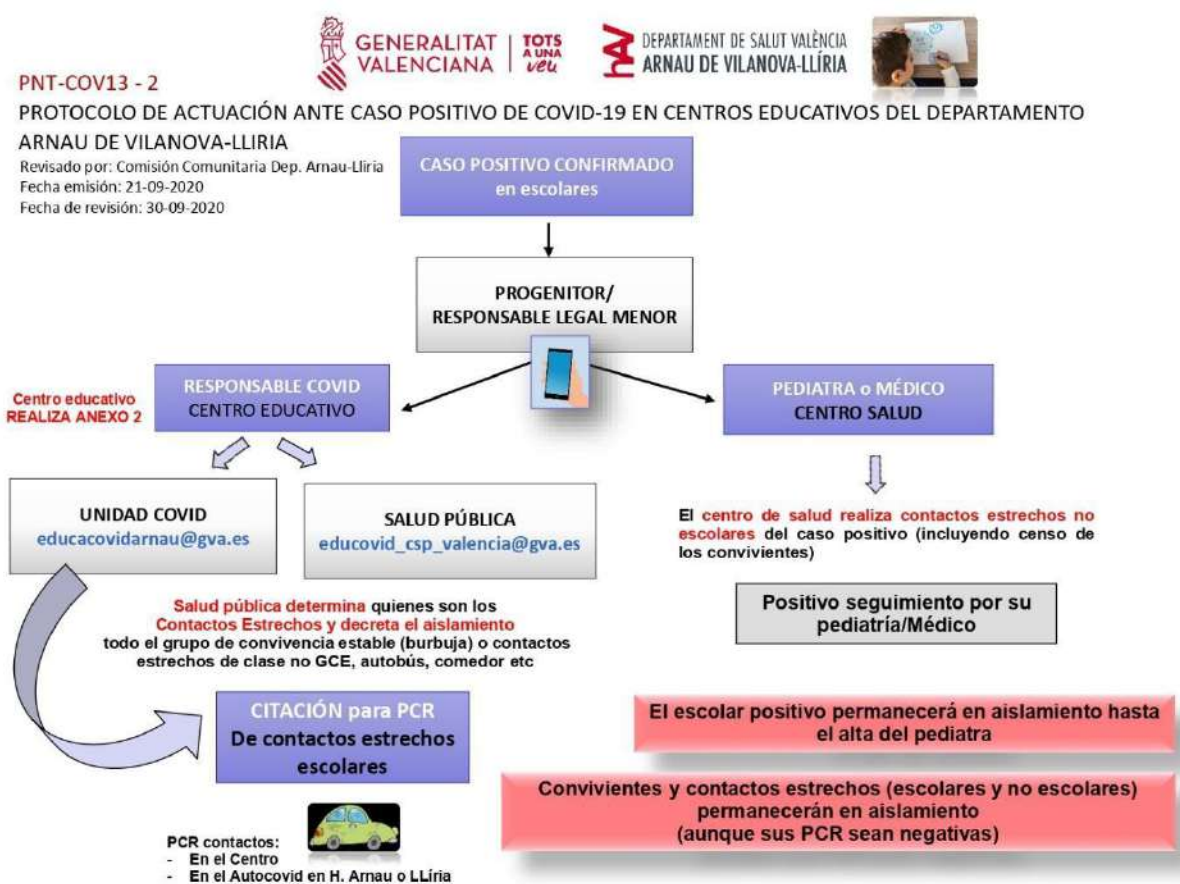 GENERALITAT
VALENCIANA
TOTS
A UNA
veu
hav
DEPARTAMENT DE SALUT VALÈNCIA
ARNAU DE VILANOVA-LLÍRIA
PNT-COV13 - 2
PROTOCOLO DE ACTUACIÓN ANTE CASO POSITIVO DE COVID-19 EN CENTROS EDUCATIVOS DEL DEPARTAMENTO
ARNAU DE VILANOVA-LLIRIA
Revisado por: Comisión Comunitaria Dep. Arnau-Lliria
Fecha emisión: 21-09-2020
Fecha de revisión: 30-09-2020
CASO POSITIVO CONFIRMADO
en escolares
PROGENITOR/
RESPONSABLE LEGAL MENOR
Centro educativo
REALIZA ANEXO 2
RESPONSABLE COVID
CENTRO EDUCATIVO
PEDIATRA o MÉDICO
CENTRO SALUD
UNIDAD COVID
educacovidarnau@gva.es
SALUD PÚBLICA
educovid_csp_valencia@gva.es
El centro de salud realiza contactos estrechos no
escolares del caso positivo (incluyendo censo de
los convivientes)
Salud pública determina quienes son los
Contactos Estrechos y decreta el aislamiento
todo el grupo de convivencia estable (burbuja) o contactos
estrechos de clase no GCE, autobús, comedor etc
Positivo seguimiento por su
pediatría/Médico
CITACIÓN para PCR
De contactos estrechos
escolares
El escolar positivo permanecerá en aislamiento hasta
el alta del pediatra
Convivientes y contactos estrechos (escolares y no escolares)
permanecerán en aislamiento
(aunque sus PCR sean negativas)
PCR contactos:
- En el Centro
- En el Autocovid en H. Arnau o LLíria